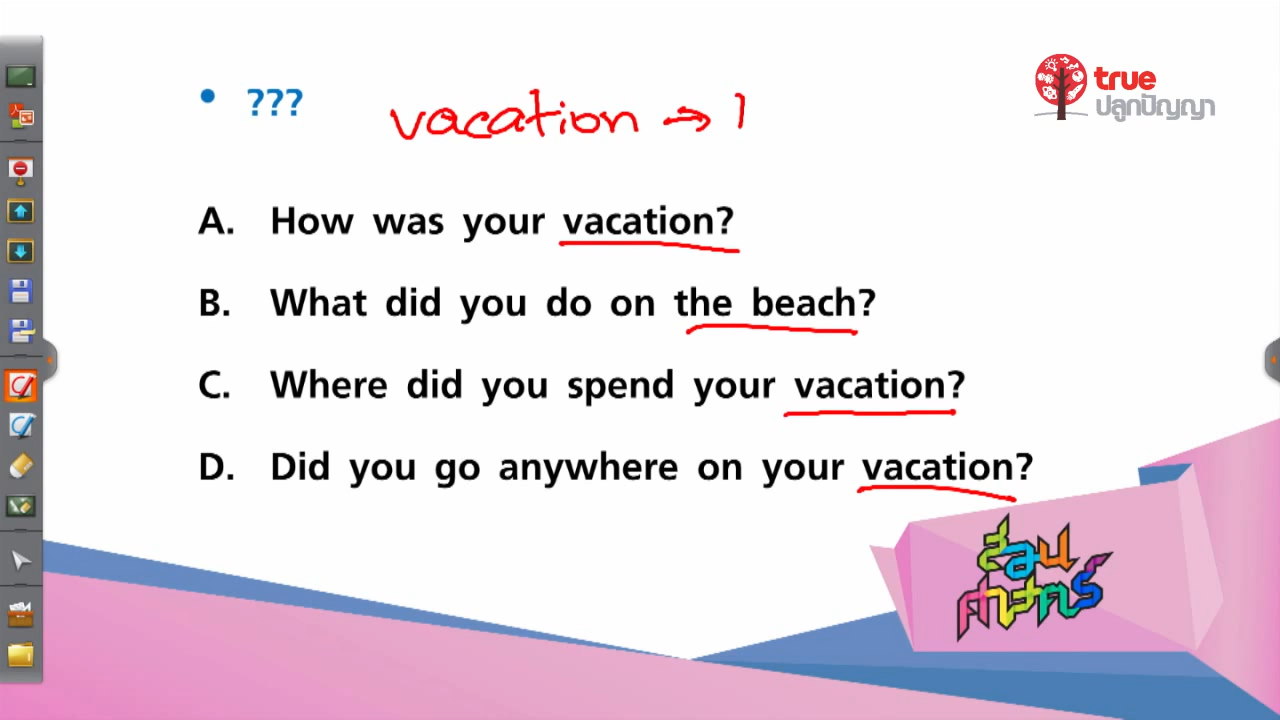 true
ปลูกปัญญา
• ???
vacation → 1
A. How was your vacation?
B. What did you do on the beach?
C. Where did you spend your vacation?
D. Did you go anywhere on your vacation?
สอน
ศาสตร์